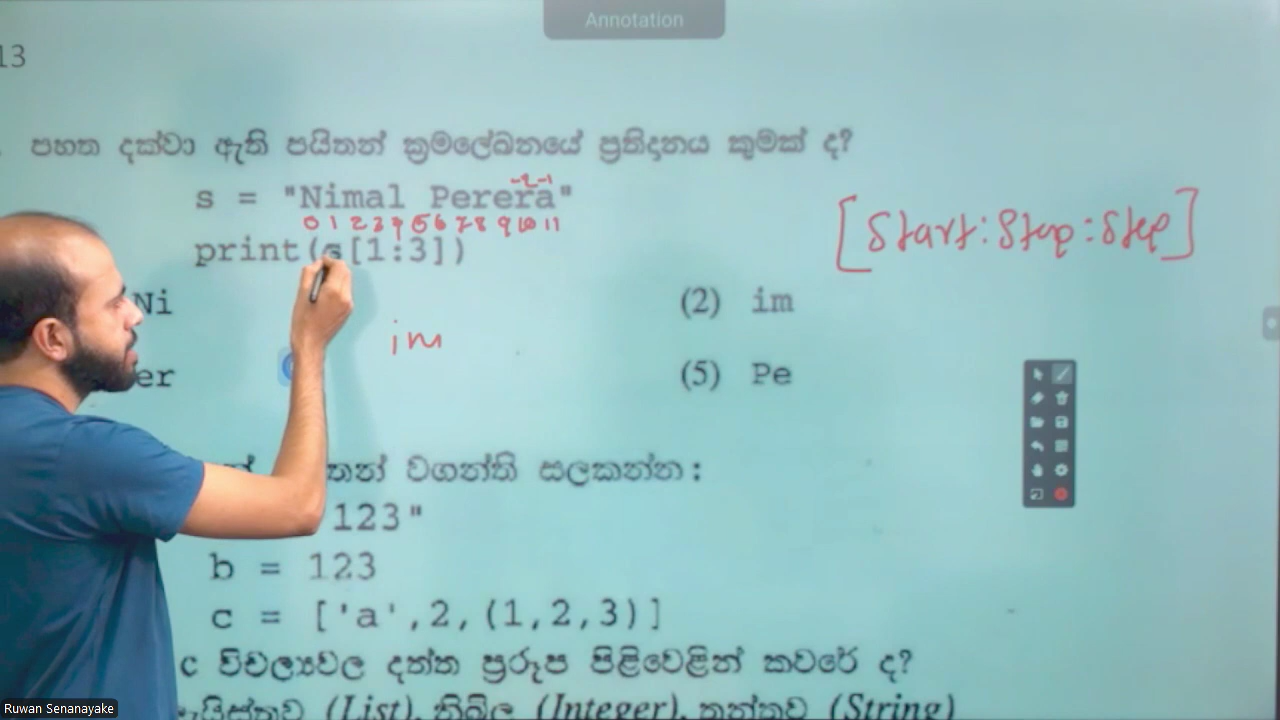 Annotation
13
පහත දක්වා ඇති පයිතන් ක්‍රමලේඛනයේ ප්‍රතිදානය කුමක් ද?
-2 -1
s = "Nimal Perera"
0 1 2 3 4 5 6 7 8 9 10 11
[Start:Stop:Step]
print(s[1:3])
Ni
(2) im
im
er
(5) Pe
වගන්ති සලකන්න:
123"
b = 123
c = ['a',2,(1,2,3)]
c විචල්‍යවල දත්ත ප්‍රරූප පිළිවෙළින් කවරේ ද?
(List), නිඛිල (Integer), තන්තුව (String)
Ruwan Senanayake